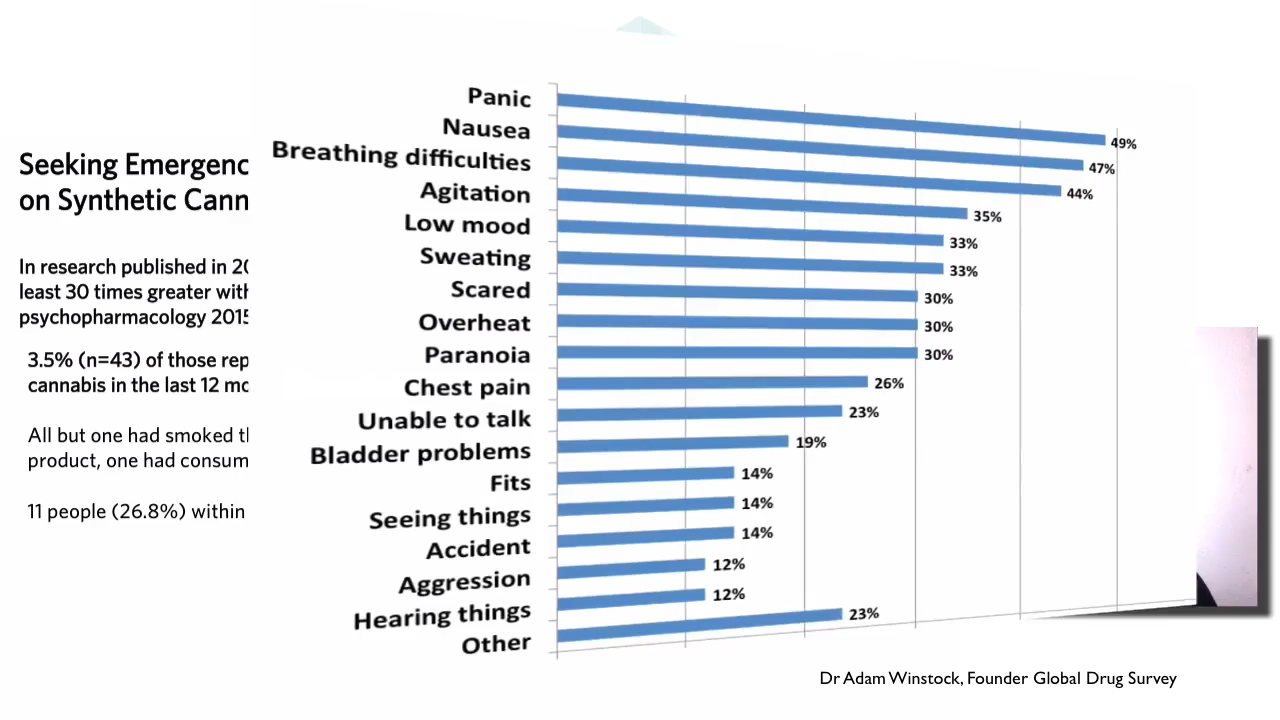 Seeking Emergenc
on Synthetic Cann
In research published in 20
least 30 times greater with
psychopharmacology 2015
3.5% (n=43) of those rep
cannabis in the last 12 mo
All but one had smoked th
product, one had consum
11 people (26.8%) within
Panic 49%
Nausea 47%
Breathing difficulties 44%
Agitation 35%
Low mood 33%
Sweating 33%
Scared 30%
Overheat 30%
Paranoia 30%
Chest pain 26%
Unable to talk 23%
Bladder problems 19%
Fits 14%
Seeing things 14%
Accident 14%
Aggression 12%
Hearing things 12%
Other 23%
Dr Adam Winstock, Founder Global Drug Survey